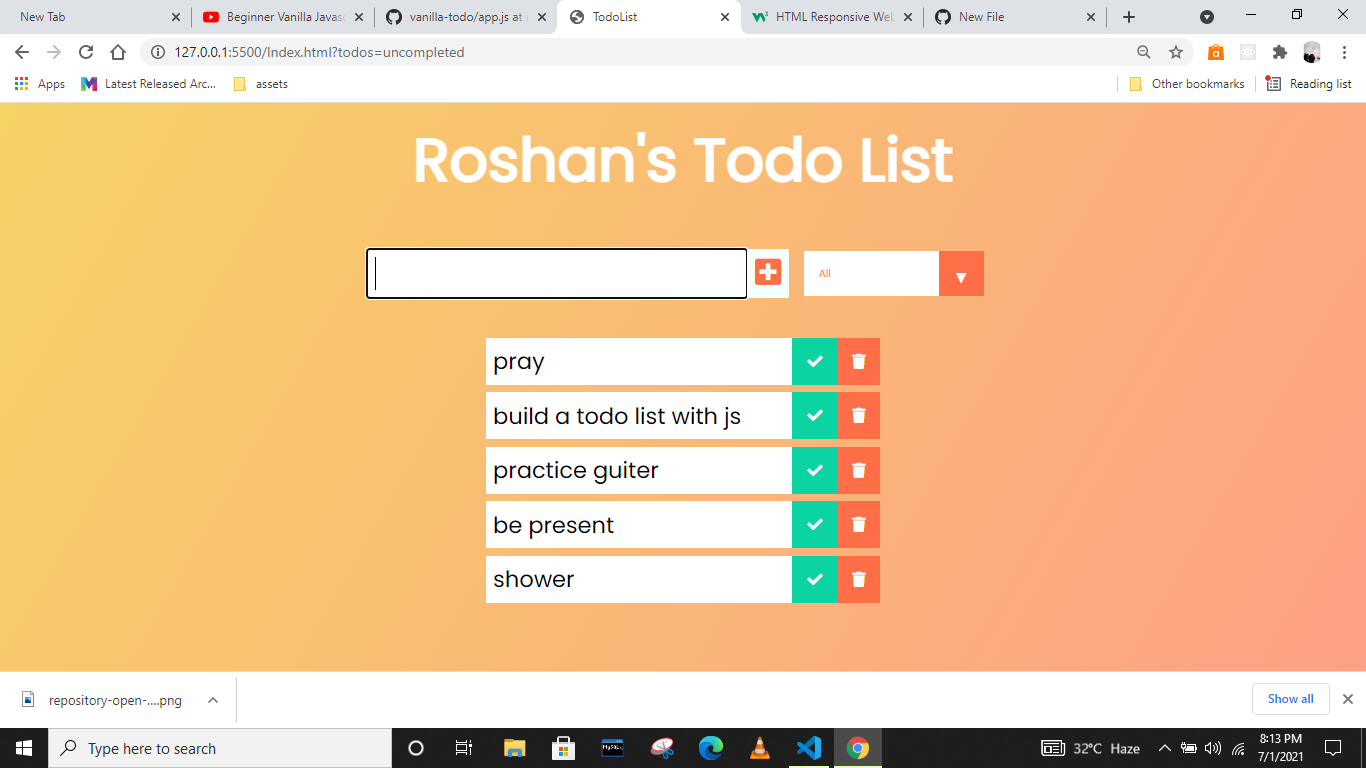 New Tab
Beginner Vanilla Javasc
vanilla-todo/app.js at
TodoList
HTML Responsive Web
New File
127.0.0.1:5500/Index.html?todos=uncompleted
Apps
Latest Released Arc...
assets
Other bookmarks
Reading list
Roshan's Todo List
All
pray
build a todo list with js
practice guiter
be present
shower
repository-open-....png
Show all
Type here to search
MySQL
32°C Haze
8:13 PM
7/1/2021